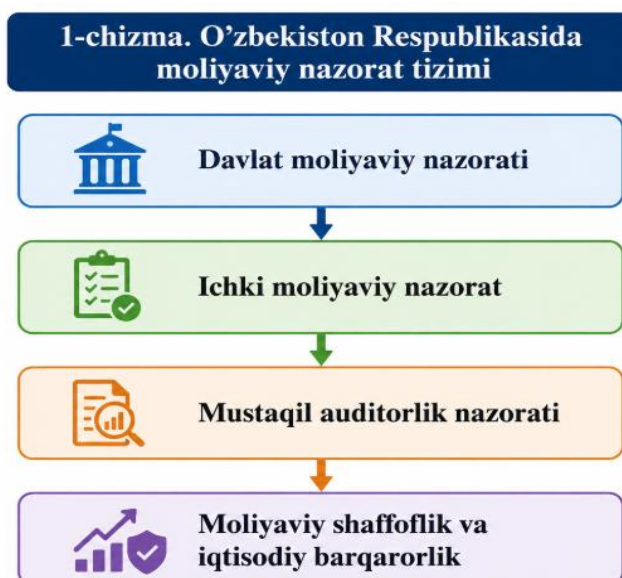 1-chizma. O'zbekiston Respublikasida
moliyaviy nazorat tizimi
Davlat moliyaviy nazorati
Ichki moliyaviy nazorat
Mustaqil auditorlik nazorati
Moliyaviy shaffoflik va
iqtisodiy barqarorlik